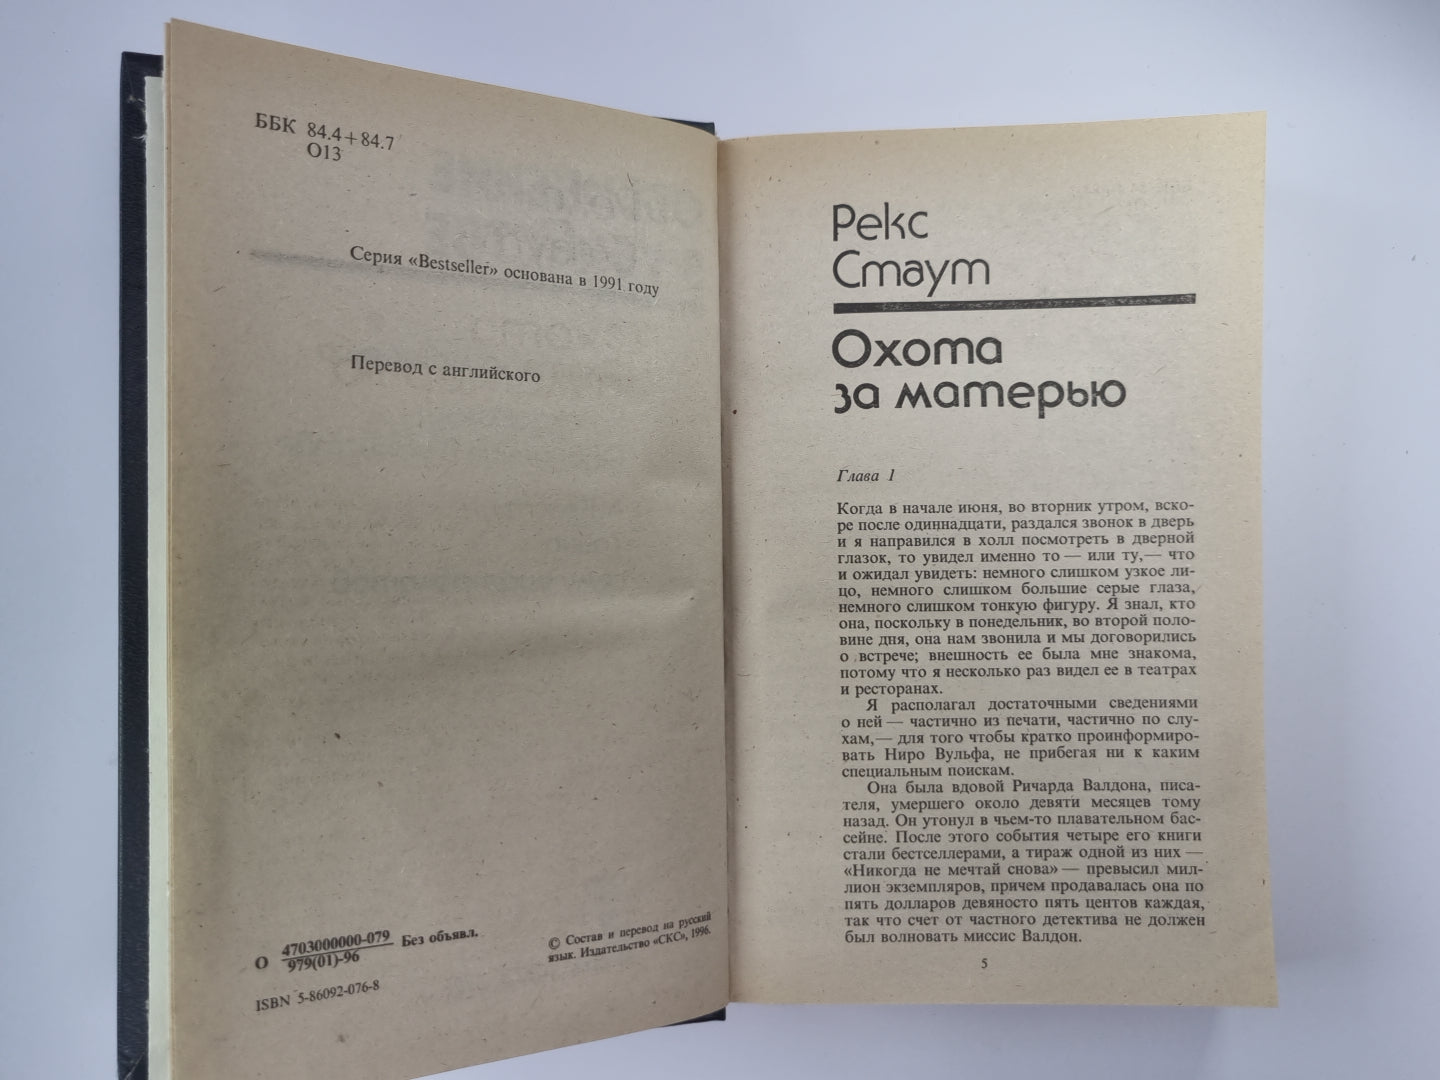 ББК 84.4+84.7
О13
Серия «Bestseller» основана в 1991 году
Перевод с английского
О 4703000000-079 Без объявл.
979(01)-96
© Состав и перевод на русский
язык. Издательство «СКС», 1996.
ISBN 5-86092-076-8
Рекс
Стаут
Охота
за матерью
Глава 1
Когда в начале июня, во вторник утром, вско-
ре после одиннадцати, раздался звонок в дверь
и я направился в холл посмотреть в дверной
глазок, то увидел именно то — или ту,— что
и ожидал увидеть: немного слишком узкое ли-
цо, немного слишком большие серые глаза,
немного слишком тонкую фигуру. Я знал, кто
она, поскольку в понедельник, во второй поло-
вине дня, она нам звонила и мы договорились
о встрече; внешность ее была мне знакома,
потому что я несколько раз видел ее в театрах
и ресторанах.
Я располагал достаточными сведениями
о ней — частично из печати, частично по слу-
хам,— для того чтобы кратко проинформиро-
вать Ниро Вульфа, не прибегая ни к каким
специальным поискам.
Она была вдовой Ричарда Валдона, писа-
теля, умершего около девяти месяцев тому
назад. Он утонул в чьем-то плавательном бас-
сейне. После этого события четыре его книги
стали бестселлерами, а тираж одной из них —
«Никогда не мечтай снова» — превысил мил-
лион экземпляров, причем продавалась она по
пять долларов девяносто пять центов каждая,
так что счет от частного детектива не должен
был волновать миссис Валдон.
5